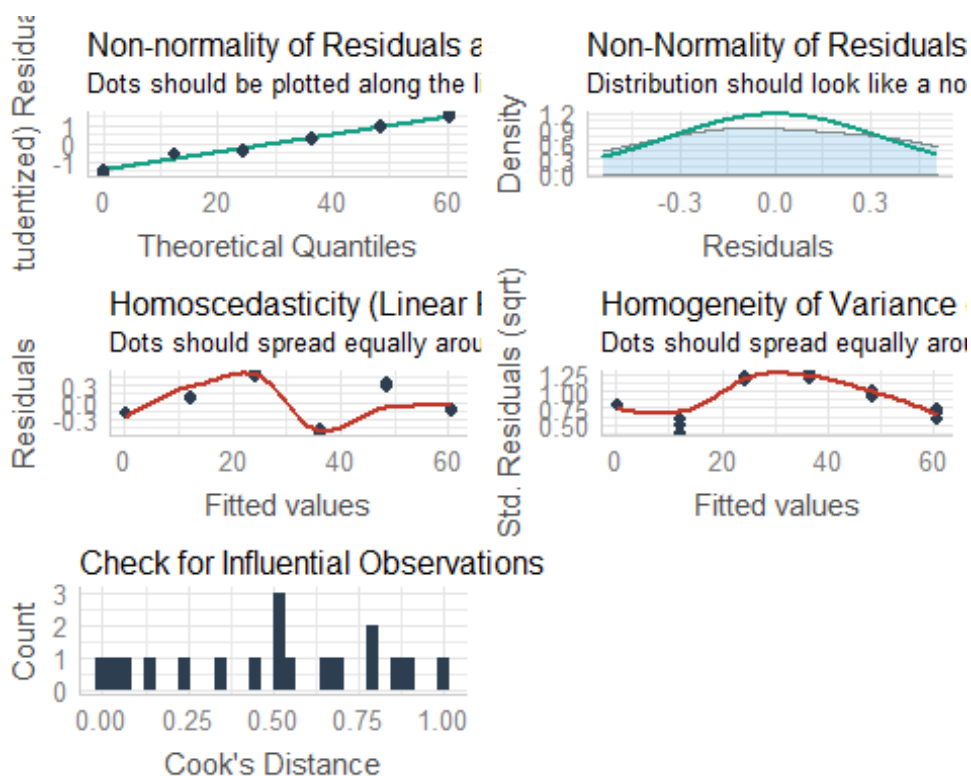 Non-normality of Residuals a
Dots should be plotted along the li
tudentized) Residua
1
0
-1
0 20 40 60
Theoretical Quantiles
Non-Normality of Residuals
Distribution should look like a no
Density
1.2
0.9
0.6
0.3
0.0
-0.3 0.0 0.3
Residuals
Homoscedasticity (Linear
Dots should spread equally arou
Residuals
0.3
0.0
-0.3
0 20 40 60
Fitted values
Homogeneity of Variance
Dots should spread equally arou
Std. Residuals (sqrt)
1.25
1.00
0.75
0.50
0 20 40 60
Fitted values
Check for Influential Observations
Count
3
2
1
0
0.00 0.25 0.50 0.75 1.00
Cook's Distance